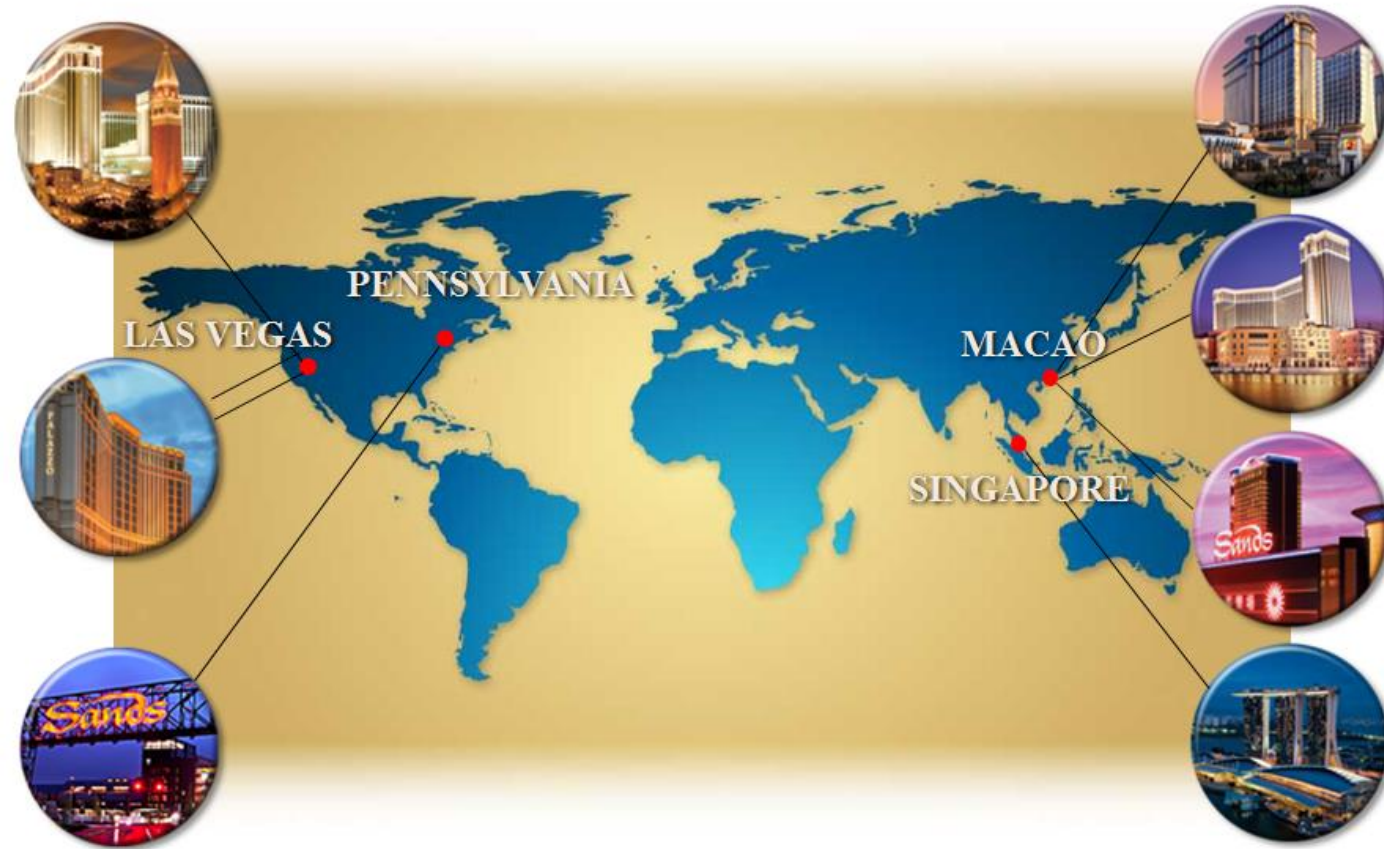 PENNSYLVANIA
LAS VEGAS
MACAO
SINGAPORE
PALAZZO
Sands
Sands